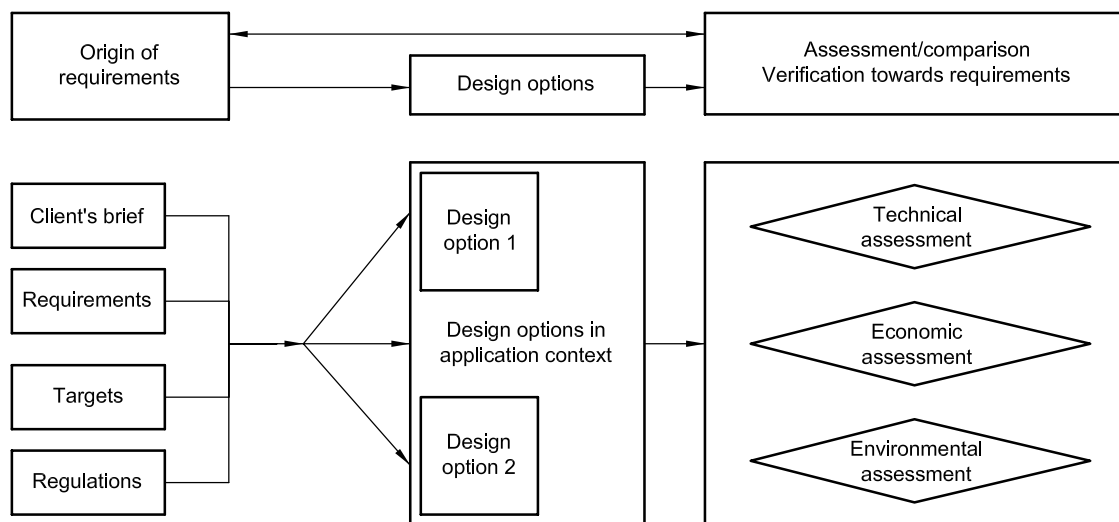 Origin of
requirements
Design options
Assessment/comparison
Verification towards requirements
Client's brief
Requirements
Targets
Regulations
Design
option 1
Design options in
application context
Design
option 2
Technical
assessment
Economic
assessment
Environmental
assessment